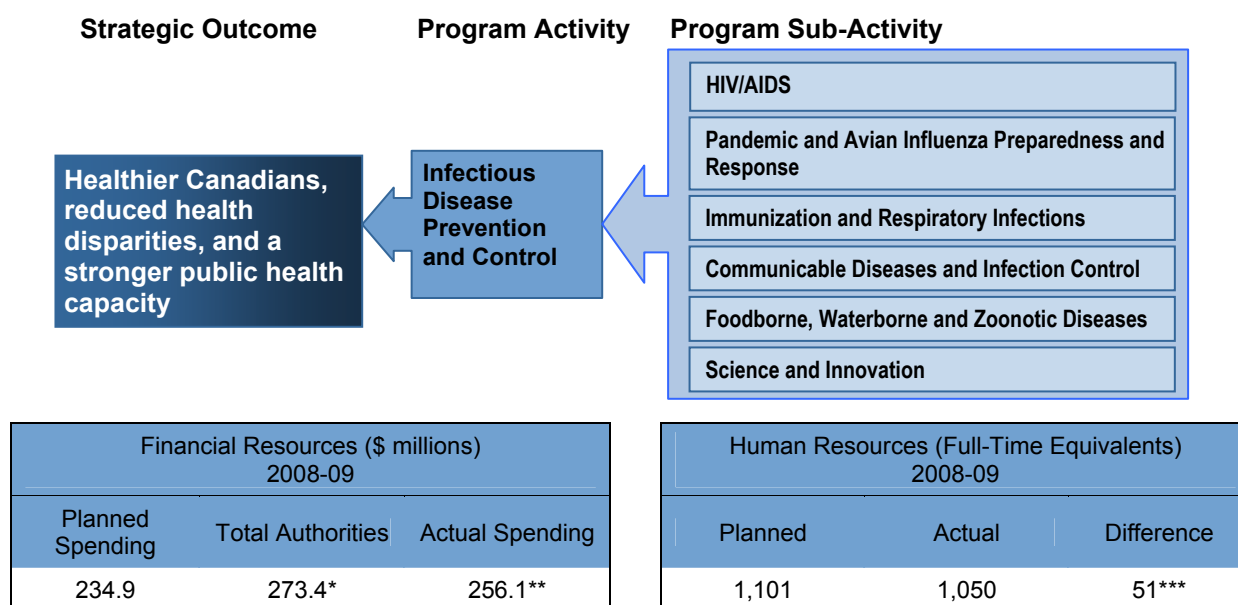 Strategic Outcome
Program Activity
Program Sub-Activity
Healthier Canadians,
reduced health
disparities, and a
stronger public health
capacity
Infectious
Disease
Prevention
and Control
HIV/AIDS
Pandemic and Avian Influenza Preparedness and
Response
Immunization and Respiratory Infections
Communicable Diseases and Infection Control
Foodborne, Waterborne and Zoonotic Diseases
Science and Innovation
Financial Resources ($ millions)
2008-09
Planned
Spending
Total Authorities
Actual Spending
234.9
273.4*
256.1**
Human Resources (Full-Time Equivalents)
2008-09
Planned
Actual
Difference
1,101
1,050
51***